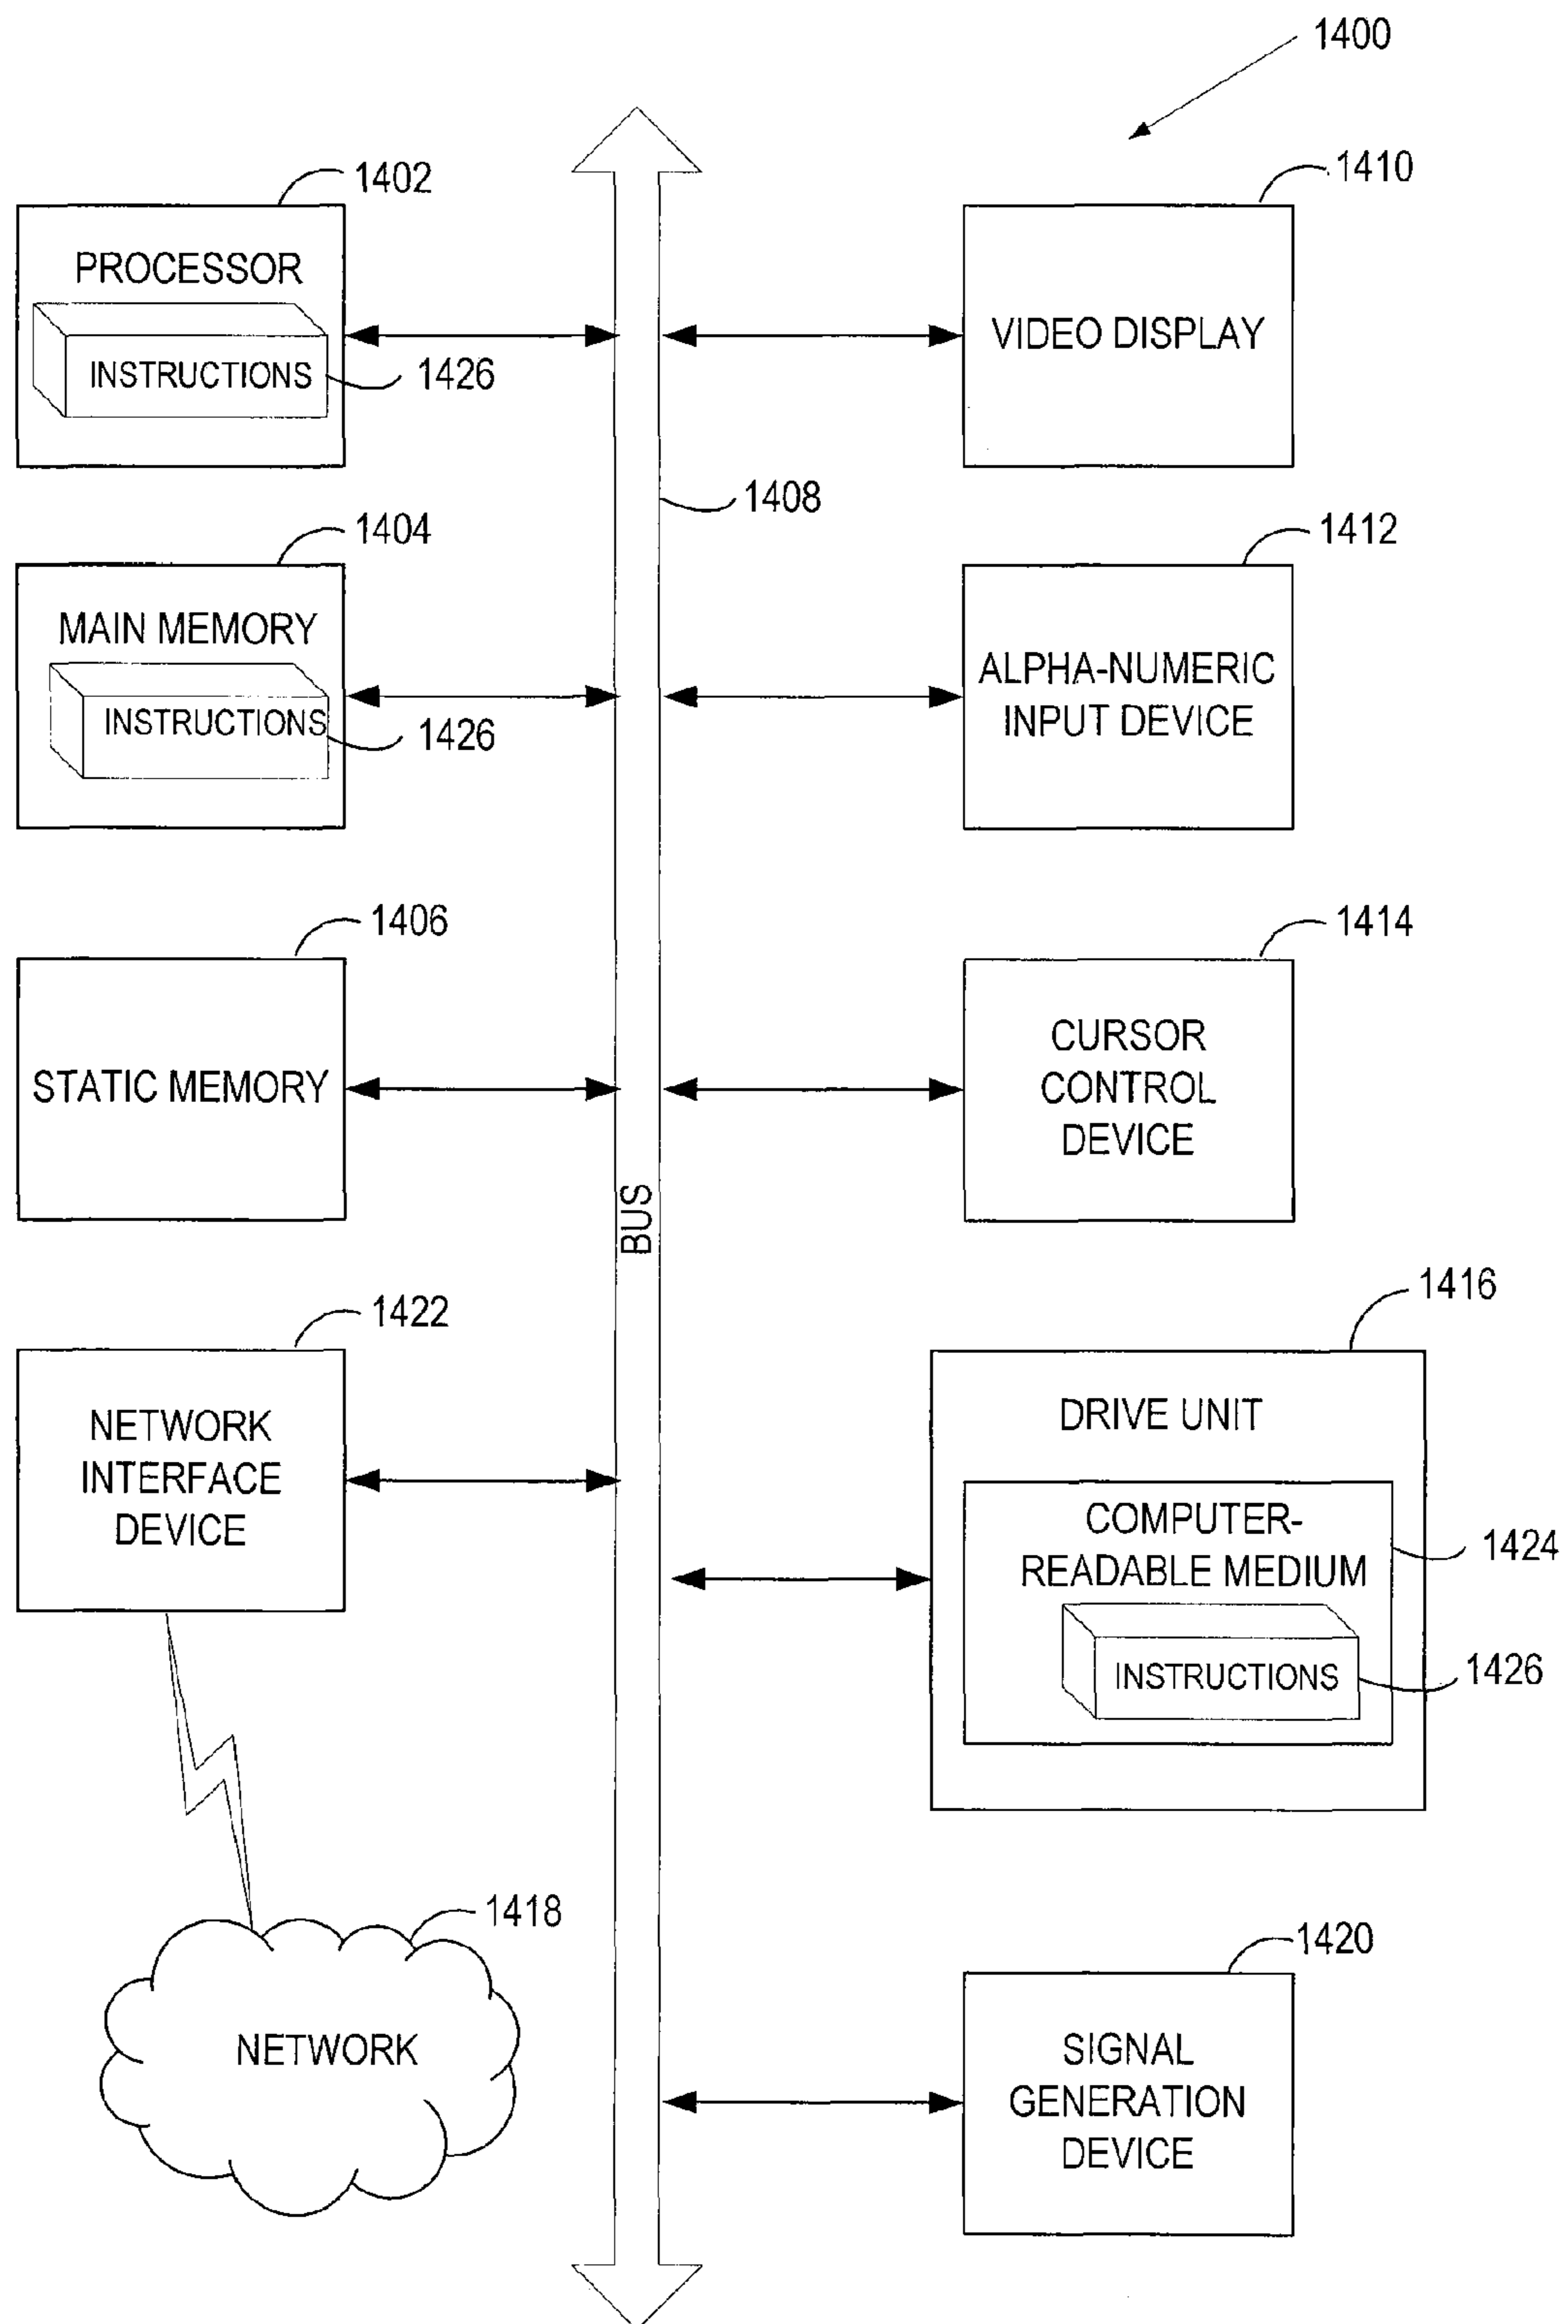 1400
1402
PROCESSOR
INSTRUCTIONS
1426
1410
VIDEO DISPLAY
1408
1404
MAIN MEMORY
INSTRUCTIONS
1426
1412
ALPHA-NUMERIC
INPUT DEVICE
1406
STATIC MEMORY
1414
CURSOR
CONTROL
DEVICE
BUS
1422
NETWORK
INTERFACE
DEVICE
1416
DRIVE UNIT
COMPUTER-
READABLE MEDIUM
1424
INSTRUCTIONS
1426
1418
NETWORK
1420
SIGNAL
GENERATION
DEVICE